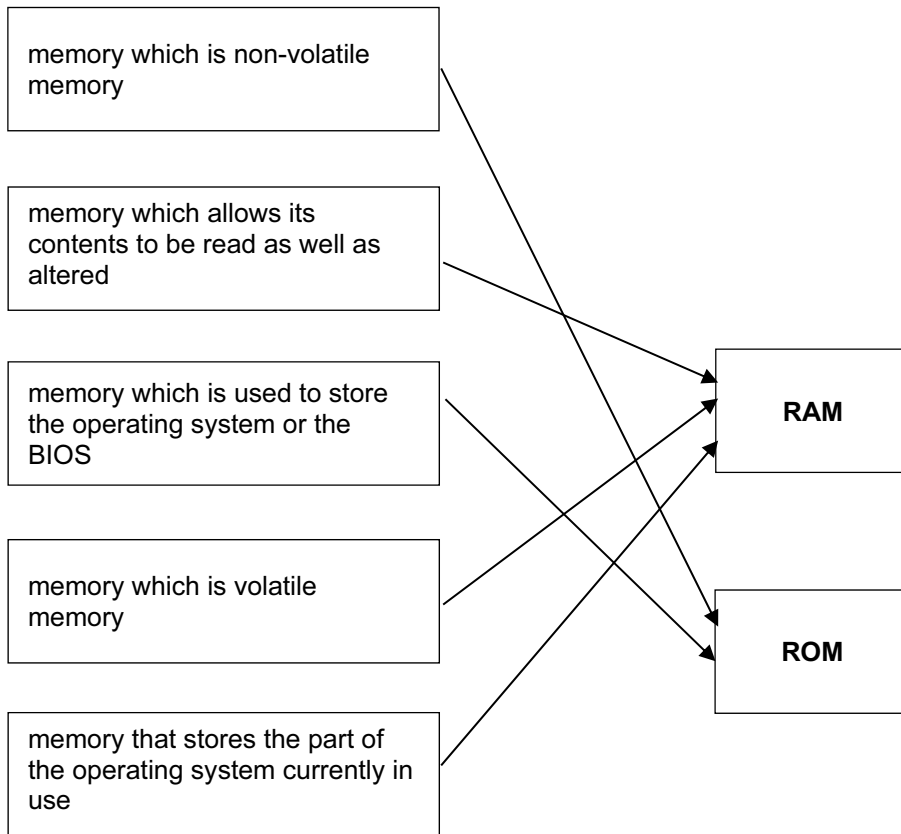 memory which is non-volatile
memory
memory which allows its
contents to be read as well as
altered
memory which is used to store
the operating system or the
BIOS
memory which is volatile
memory
memory that stores the part of
the operating system currently in
use
RAM
ROM